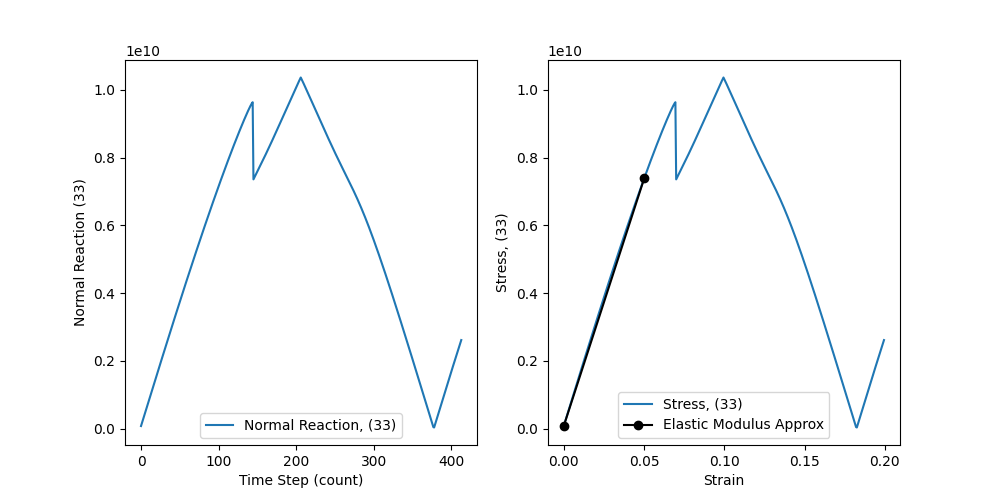 1e10
1.0
0.8
0.6
0.4
0.2
0.0
Normal Reaction (33)
Normal Reaction, (33)
0 100 200 300 400
Time Step (count)
1e10
1.0
0.8
0.6
0.4
0.2
0.0
Stress, (33)
Stress, (33)
Elastic Modulus Approx
0.00 0.05 0.10 0.15 0.20
Strain